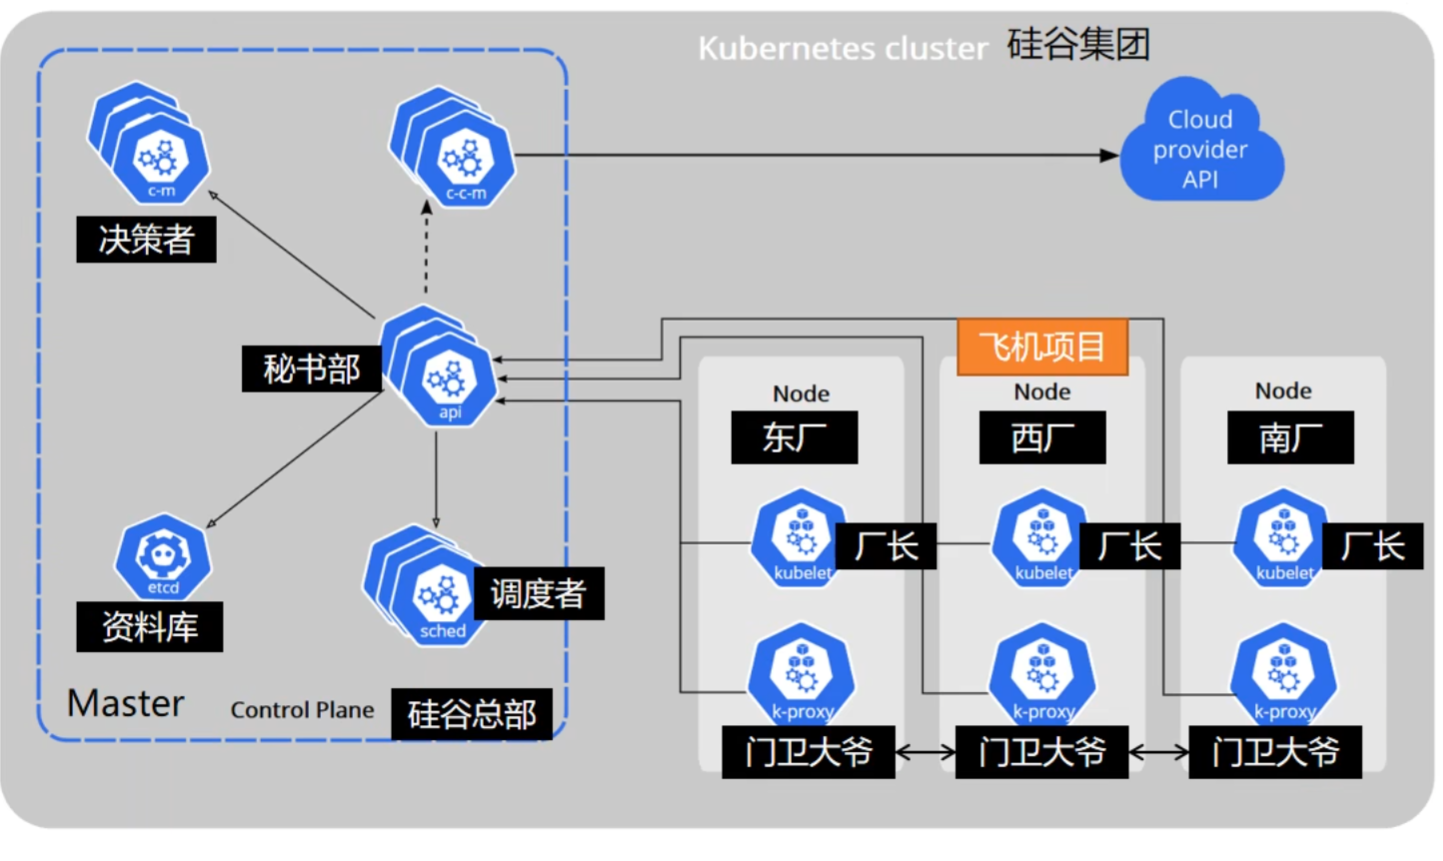 Kubernetes cluster 硅谷集团
c-m
决策者
c-c-m
Cloud
provider
API
秘书部
api
etcd
资料库
sched
调度者
Master
Control Plane
硅谷总部
飞机项目
Node
东厂
kubelet
厂长
k-proxy
门卫大爷
Node
西厂
kubelet
厂长
k-proxy
门卫大爷
Node
南厂
kubelet
厂长
k-proxy
门卫大爷